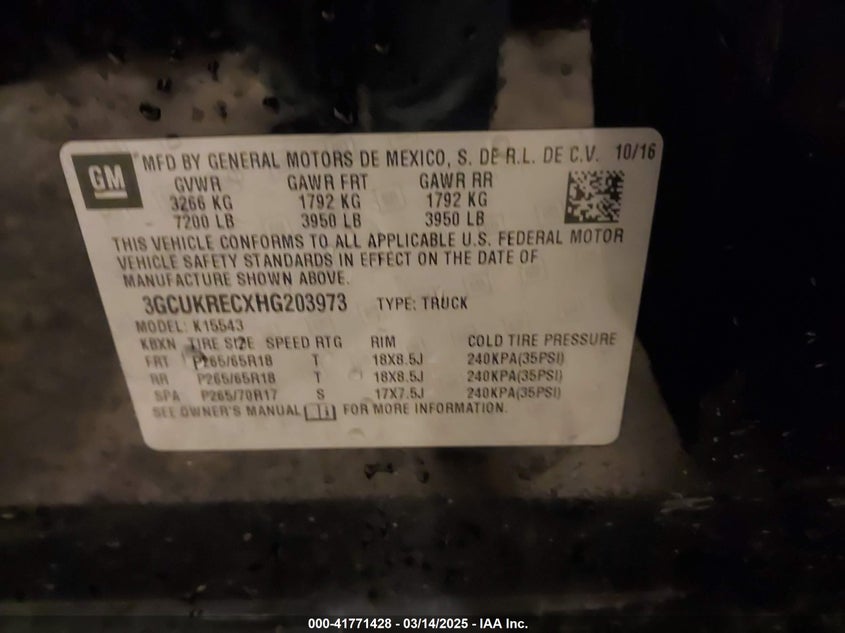 GM
MFD BY GENERAL MOTORS DE MEXICO, S. DE R.L. DE C.V. 10/16
GVWR GAWR FRT GAWR RR
3266 KG 1792 KG 1792 KG
7200 LB 3950 LB 3950 LB
THIS VEHICLE CONFORMS TO ALL APPLICABLE U.S. FEDERAL MOTOR
VEHICLE SAFETY STANDARDS IN EFFECT ON THE DATE OF
MANUFACTURE SHOWN ABOVE.
3GCUKRECXHG203973 TYPE: TRUCK
MODEL: K15543
KBXN TIRE SIZE SPEED RTG RIM COLD TIRE PRESSURE
FRT P265/65R18 T 18X8.5J 240KPA(35PSI)
RR P265/65R18 T 18X8.5J 240KPA(35PSI)
SPA P265/70R17 S 17X7.5J 240KPA(35PSI)
SEE OWNER'S MANUAL FOR MORE INFORMATION.
000-41771428 - 03/14/2025 - IAA Inc.